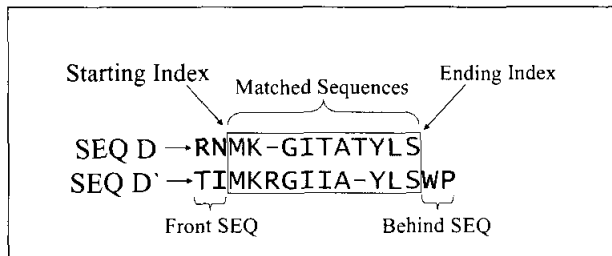 Starting Index
Matched Sequences
Ending Index
SEQ D → RNMK-GITATYLS
SEQ D` → TIMKRGIIA-YLSWP
Front SEQ
Behind SEQ